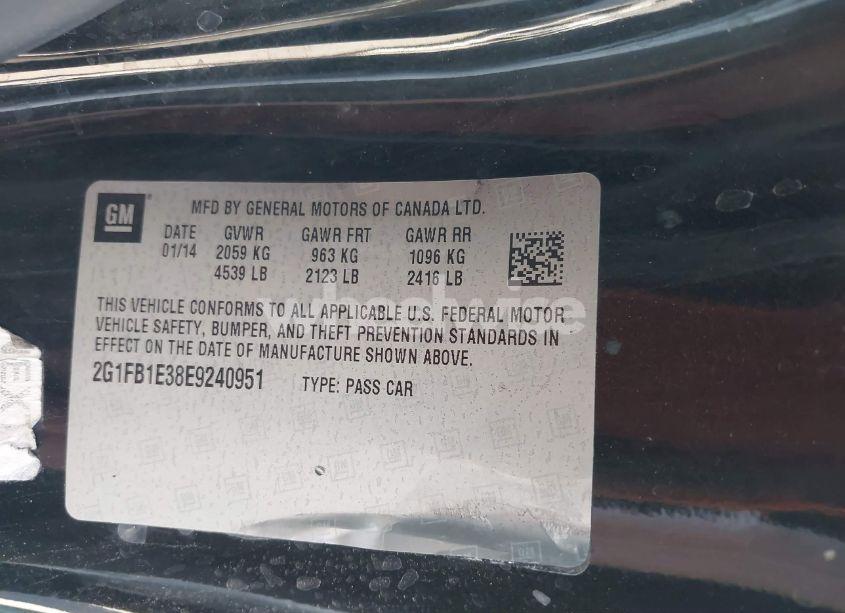 GM
MFD BY GENERAL MOTORS OF CANADA LTD.
DATE GVWR GAWR FRT GAWR RR
01/14 2059 KG 963 KG 1096 KG
4539 LB 2123 LB 2416 LB
THIS VEHICLE CONFORMS TO ALL APPLICABLE U.S. FEDERAL MOTOR
VEHICLE SAFETY, BUMPER, AND THEFT PREVENTION STANDARDS IN
EFFECT ON THE DATE OF MANUFACTURE SHOWN ABOVE.
2G1FB1E38E9240951 TYPE: PASS CAR